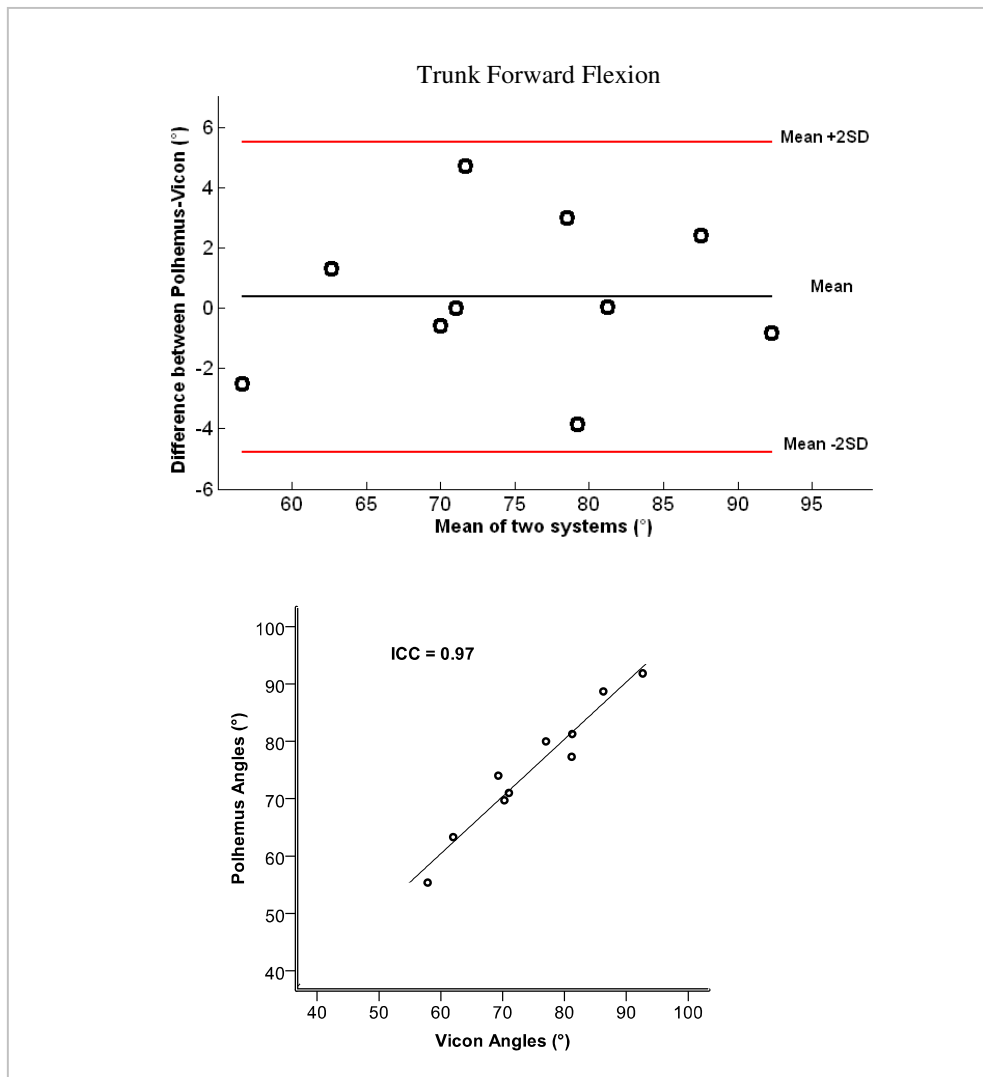 Trunk Forward Flexion
Difference between Polhemus-Vicon (°)
6
4
2
0
-2
-4
-6
Mean +2SD
Mean
Mean -2SD
60 65 70 75 80 85 90 95
Mean of two systems (°)
ICC = 0.97
Polhemus Angles (°)
100
90
80
70
60
50
40
40 50 60 70 80 90 100
Vicon Angles (°)